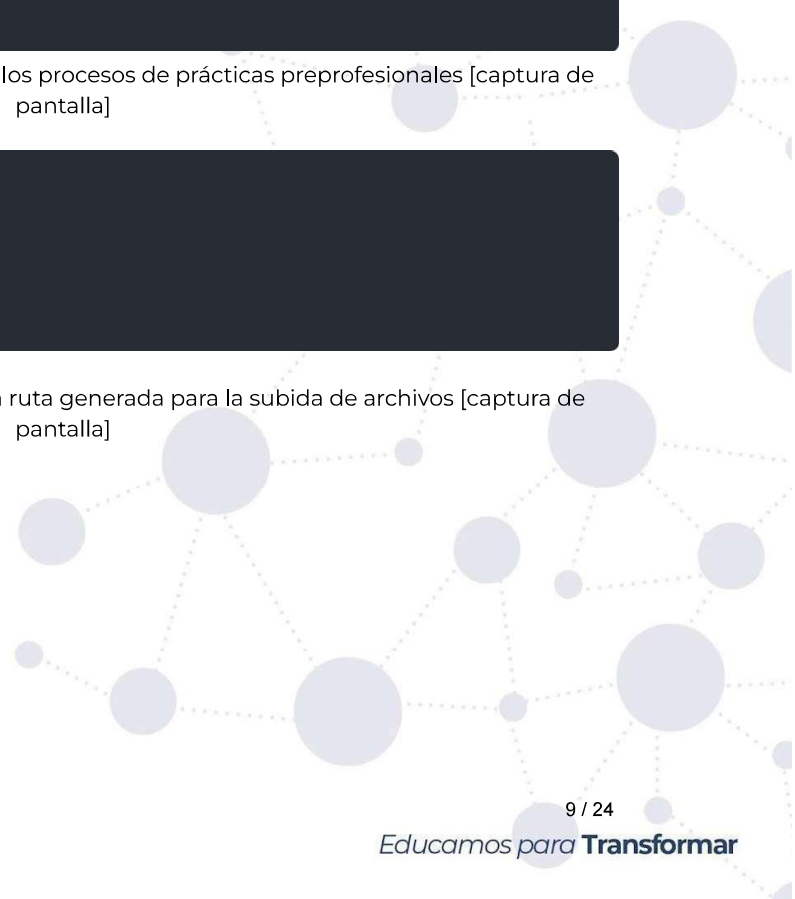 los procesos de prácticas preprofesionales [captura de
pantalla]
ruta generada para la subida de archivos [captura de
pantalla]
9 / 24
Educamos para Transformar